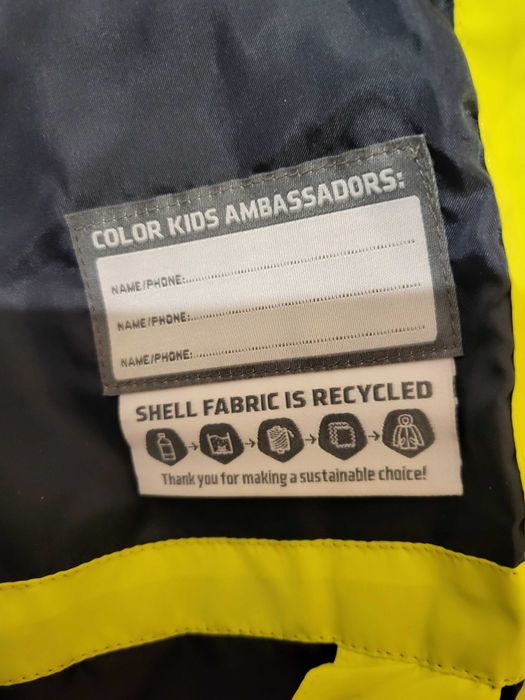 COLOR KIDS AMBASSADORS:
NAME/PHONE:
NAME/PHONE:
NAME/PHONE:
SHELL FABRIC IS RECYCLED
Thank you for making a sustainable choice!